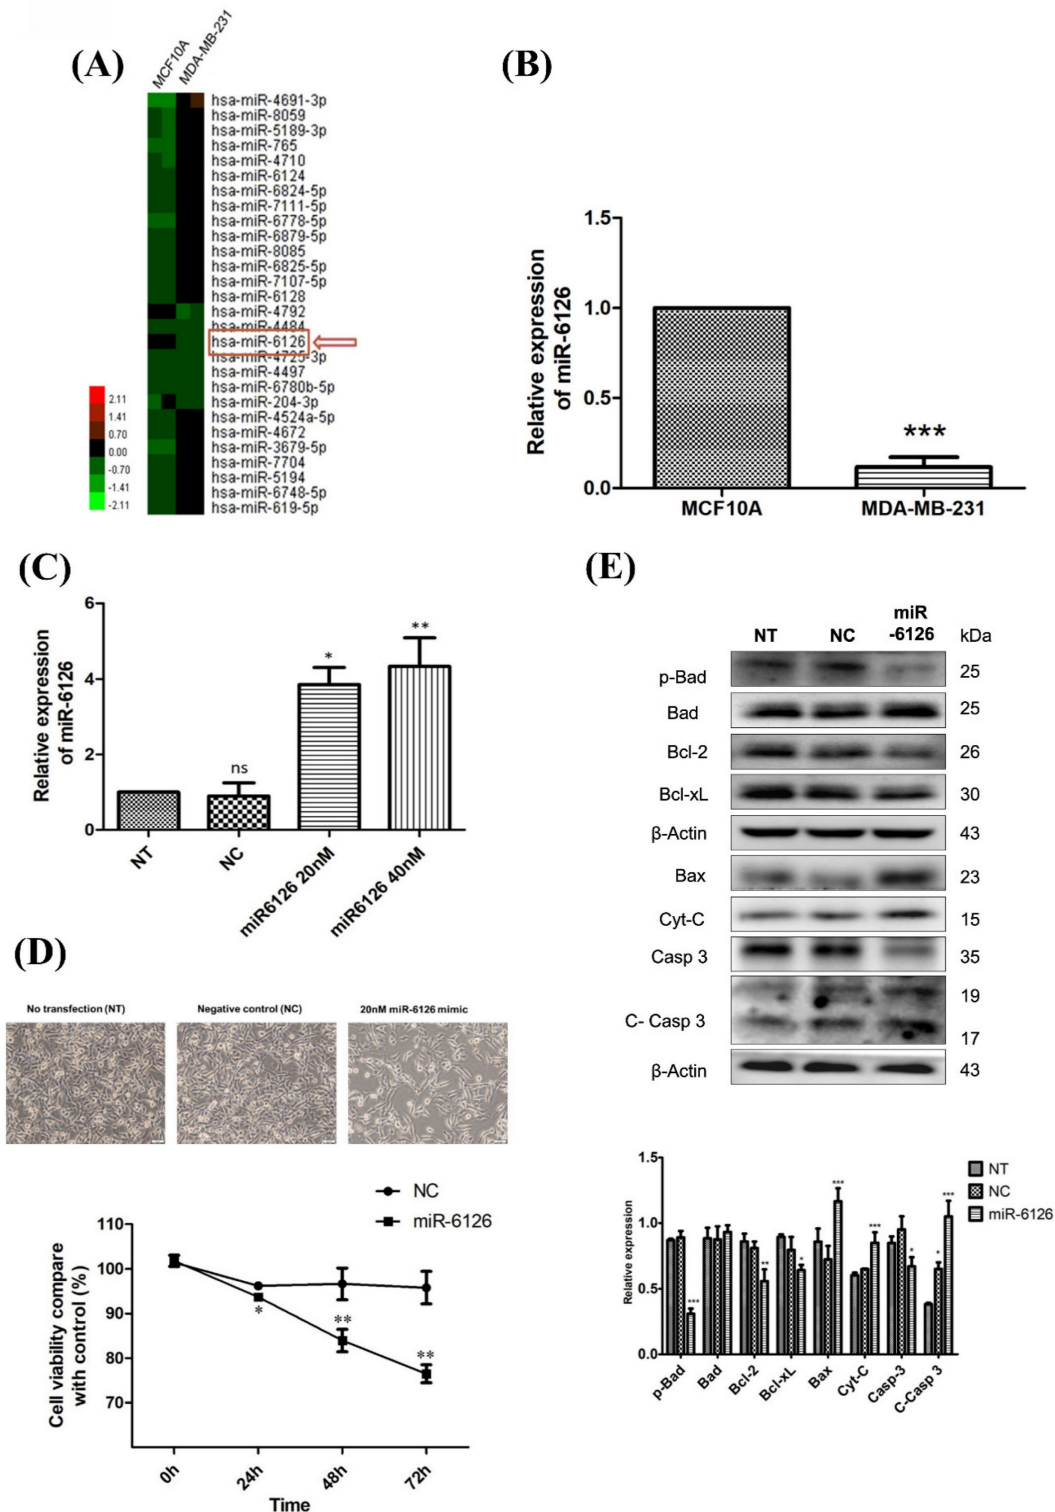 (A)
MCF10A
MDA-MB-231
hsa-miR-4691-3p
hsa-miR-8059
hsa-miR-5189-3p
hsa-miR-765
hsa-miR-4710
hsa-miR-6124
hsa-miR-6824-5p
hsa-miR-7111-5p
hsa-miR-6778-5p
hsa-miR-6879-5p
hsa-miR-8085
hsa-miR-6825-5p
hsa-miR-7107-5p
hsa-miR-6128
hsa-miR-4792
hsa-miR-4484
hsa-miR-6126
hsa-miR-4725-3p
hsa-miR-4497
hsa-miR-6780b-5p
hsa-miR-204-3p
hsa-miR-4524a-5p
hsa-miR-4672
hsa-miR-3679-5p
hsa-miR-7704
hsa-miR-5194
hsa-miR-6748-5p
hsa-miR-619-5p
2.11
1.41
0.70
0.00
-0.70
-1.41
-2.11
(B)
Relative expression
of miR-6126
1.5
1.0
0.5
0.0
***
MCF10A
MDA-MB-231
(C)
Relative expression
of miR-6126
6
4
2
0
ns
*
**
NT
NC
miR6126 20nM
miR6126 40nM
(D)
No transfection (NT)
Negative control (NC)
20nM miR-6126 mimic
NC
miR-6126
Cell viability compare
with control (%)
110
100
90
80
70
*
**
**
0h
24h
48h
72h
Time
(E)
NT
NC
miR
-6126
kDa
p-Bad
25
Bad
25
Bcl-2
26
Bcl-xL
30
β-Actin
43
Bax
23
Cyt-C
15
Casp 3
35
C- Casp 3
19
17
β-Actin
43
Relative expression
1.5
1.0
0.5
0.0
***
**
*
***
***
*
*
***
NT
NC
miR-6126
p-Bad
Bad
Bcl-2
Bcl-xL
Bax
Cyt-C
Casp-3
C-Casp 3